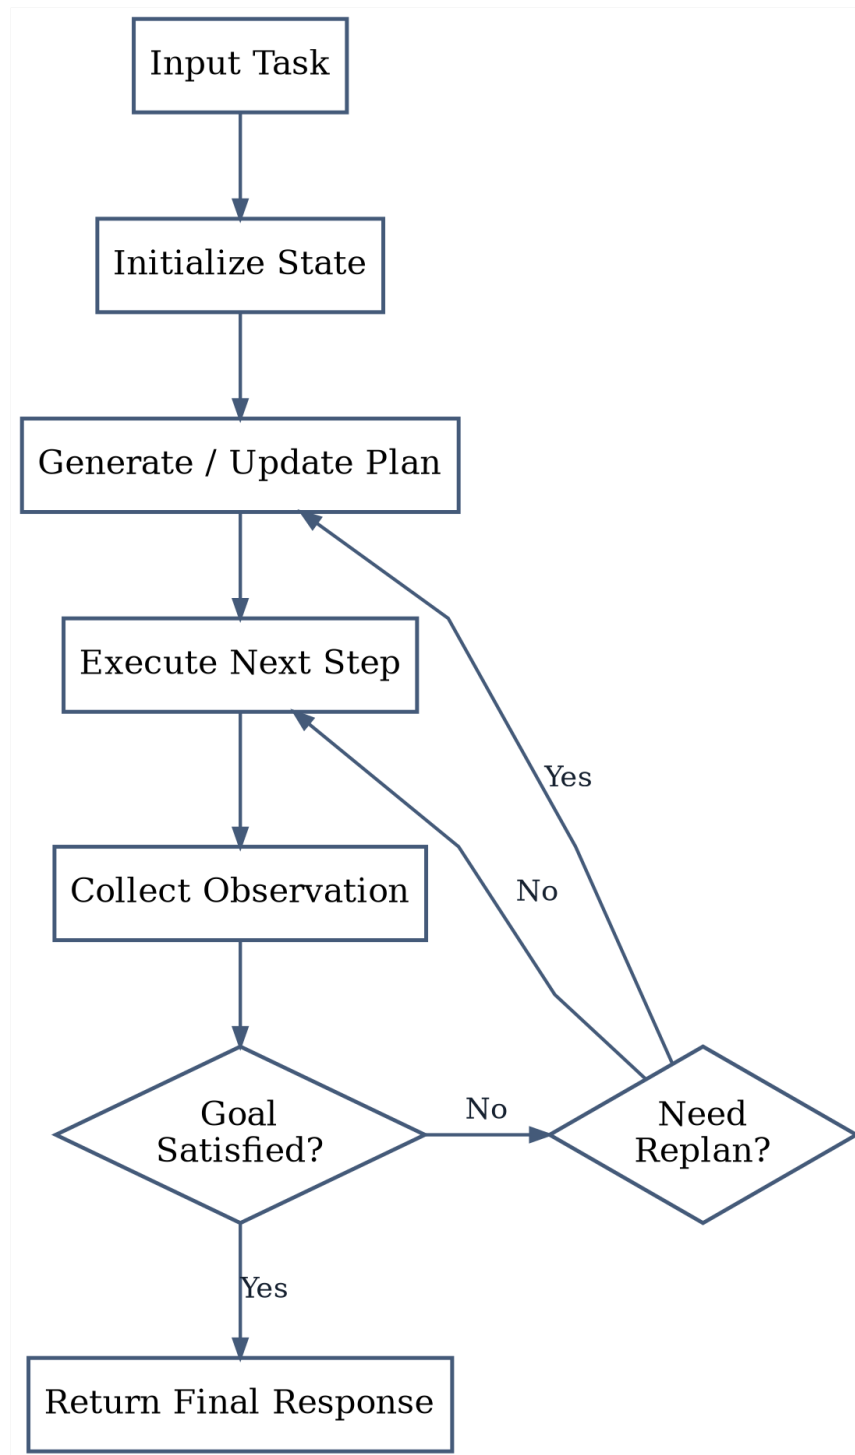 Input Task
Initialize State
Generate / Update Plan
Execute Next Step
Yes
Collect Observation
No
Goal
Satisfied?
No
Need
Replan?
Yes
Return Final Response